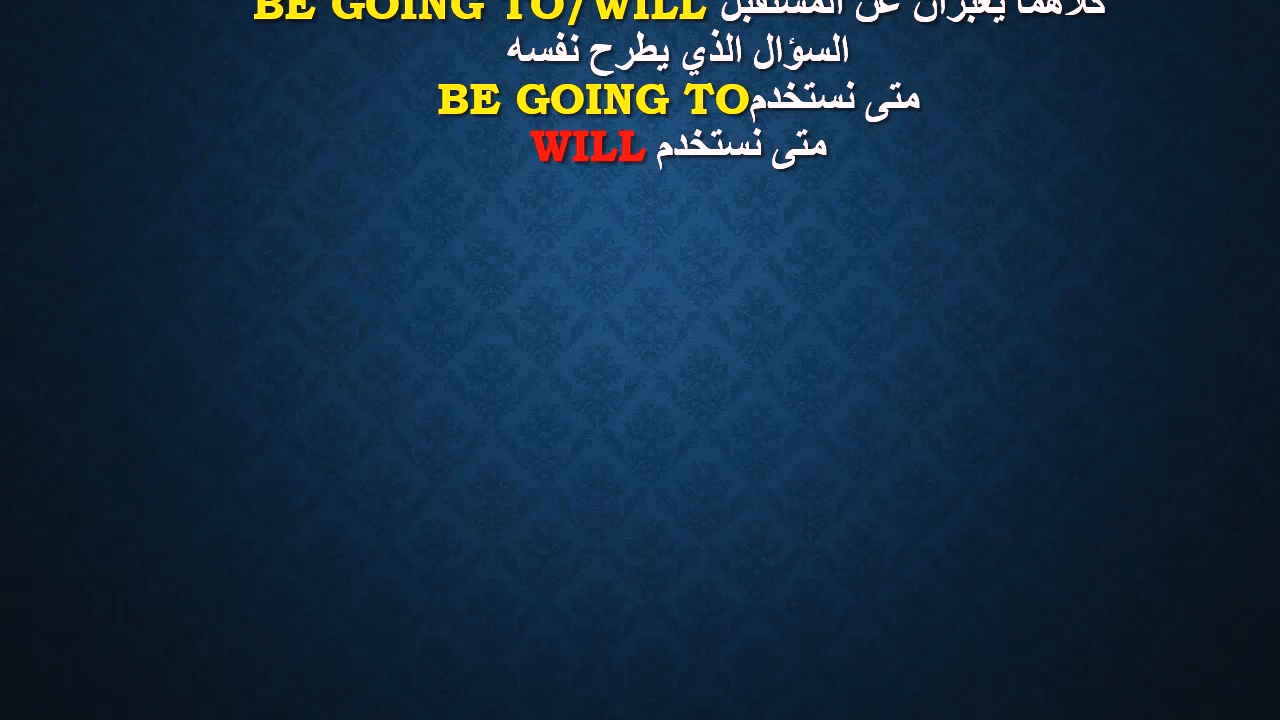 كلاهما يعبران عن المستقبل BE GOING TO/WILL
السؤال الذي يطرح نفسه
متى نستخدمBE GOING TO
متى نستخدم WILL